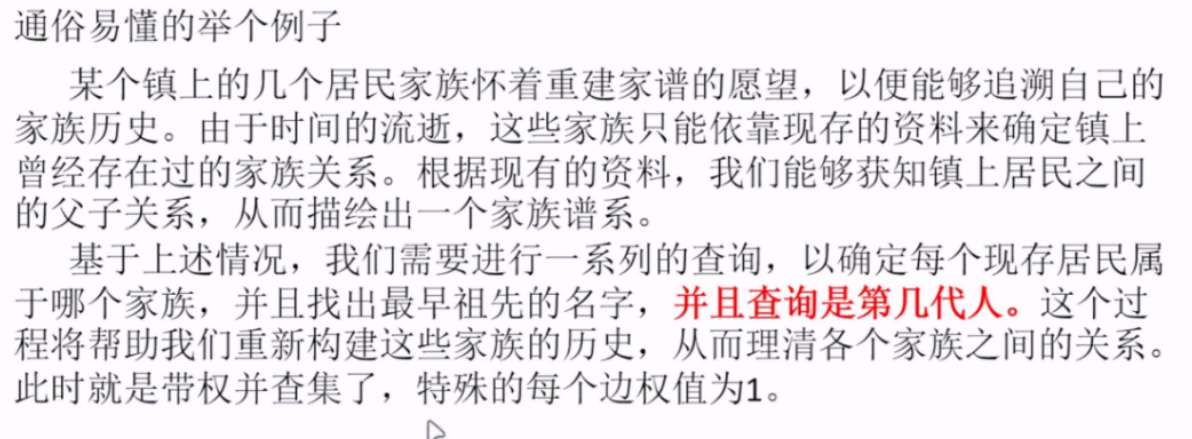 通俗易懂的举个例子
某个镇上的几个居民家族怀着重建家谱的愿望，以便能够追溯自己的
家族历史。由于时间的流逝，这些家族只能依靠现存的资料来确定镇上
曾经存在过的家族关系。根据现有的资料，我们能够获知镇上居民之间
的父子关系，从而描绘出一个家族谱系。
基于上述情况，我们需要进行一系列的查询，以确定每个现存居民属
于哪个家族，并且找出最早祖先的名字，并且查询是第几代人。这个过
程将帮助我们重新构建这些家族的历史，从而理清各个家族之间的关系。
此时就是带权并查集了，特殊的每个边权值为1。